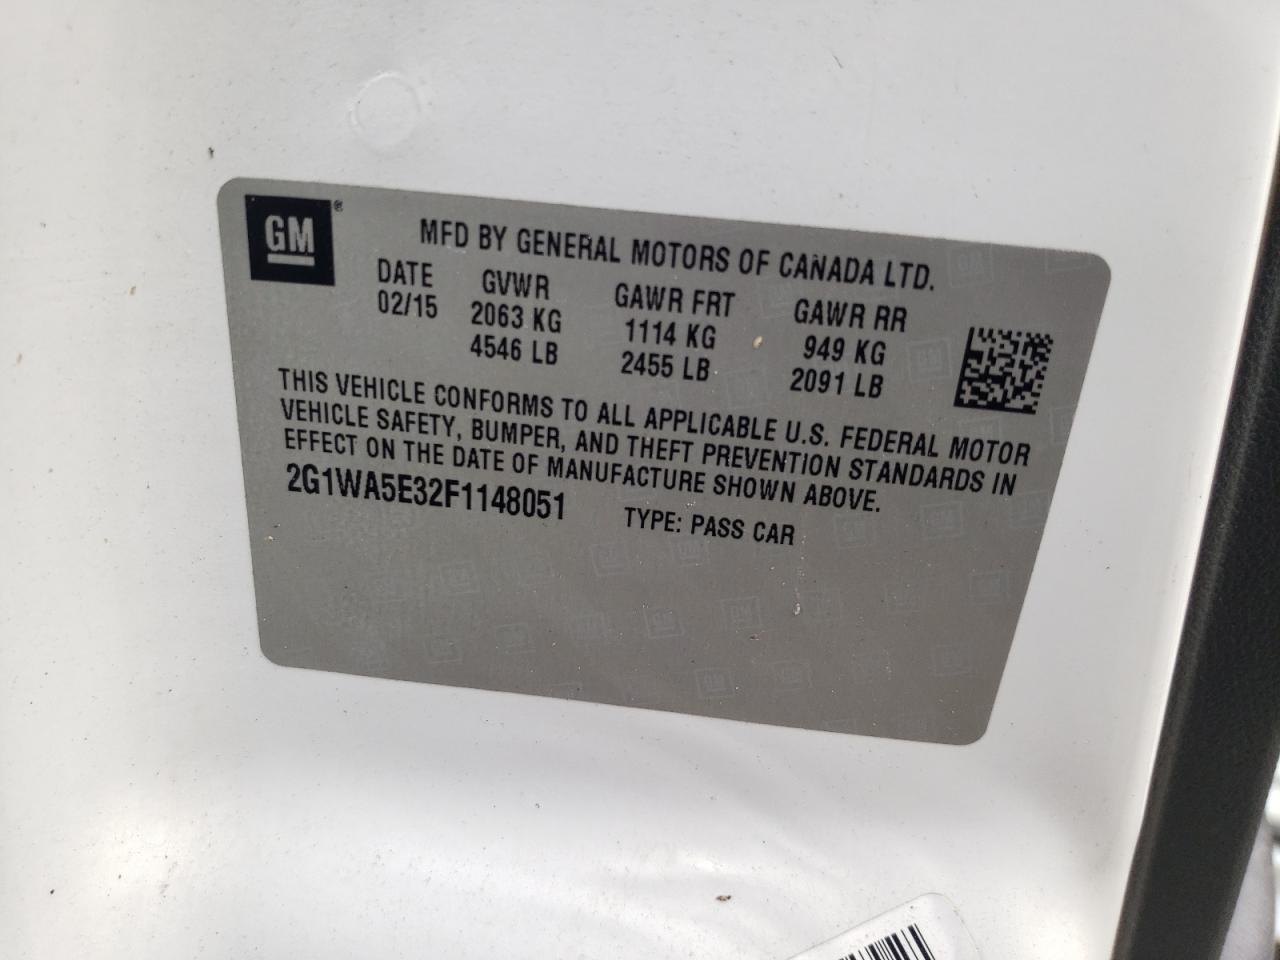 GM®
MFD BY GENERAL MOTORS OF CANADA LTD.
DATE GVWR GAWR FRT GAWR RR
02/15 2063 KG 1114 KG 949 KG
4546 LB 2455 LB 2091 LB
THIS VEHICLE CONFORMS TO ALL APPLICABLE U.S. FEDERAL MOTOR
VEHICLE SAFETY, BUMPER, AND THEFT PREVENTION STANDARDS IN
EFFECT ON THE DATE OF MANUFACTURE SHOWN ABOVE.
2G1WA5E32F1148051 TYPE: PASS CAR